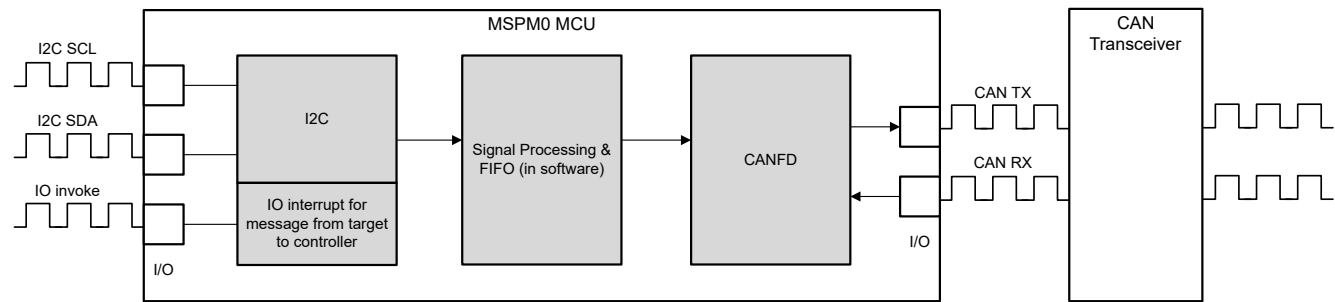 MSPM0 MCU
CAN
Transceiver
I2C SCL
I2C SDA
IO invoke
I/O
I2C
IO interrupt for
message from target
to controller
Signal Processing &
FIFO (in software)
CANFD
CAN TX
CAN RX
I/O